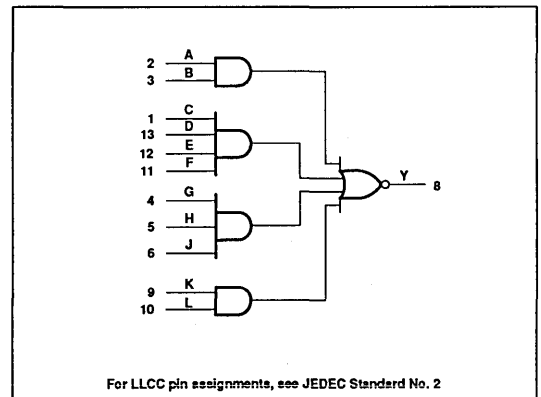 2 A
3 B
1 C
13 D
12 E
11 F
4 G
5 H
6 J
9 K
10 L
Y 8
For LLCC pin assignments, see JEDEC Standard No. 2